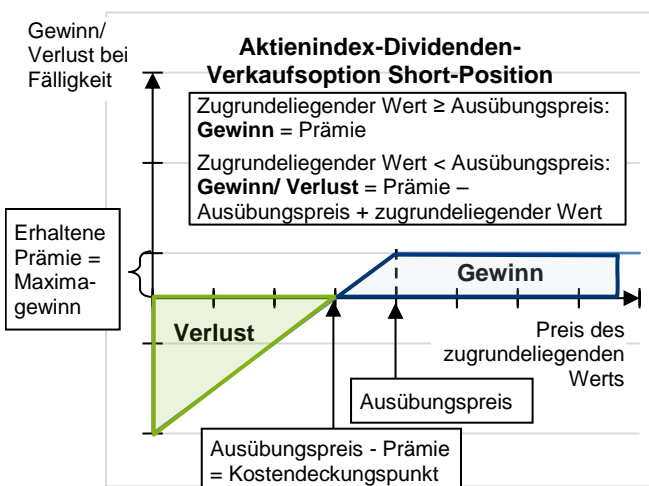 Gewinn/
Verlust bei
Fälligkeit
Aktienindex-Dividenden-
Verkaufsoption Short-Position
Zugrundeliegender Wert ≥ Ausübungspreis:
Gewinn = Prämie
Zugrundeliegender Wert < Ausübungspreis:
Gewinn/ Verlust = Prämie –
Ausübungspreis + zugrundeliegender Wert
Erhaltene
Prämie =
Maxima-
gewinn
Gewinn
Verlust
Preis des
zugrundeliegenden
Werts
Ausübungspreis
Ausübungspreis - Prämie
= Kostendeckungspunkt